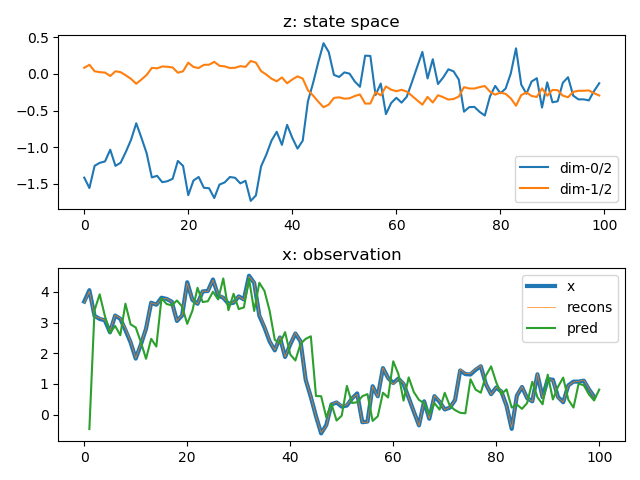 z: state space
0.5
0.0
−0.5
−1.0
−1.5
dim-0/2
dim-1/2
0 20 40 60 80 100
x: observation
4
3
2
1
0
x
recons
pred
0 20 40 60 80 100